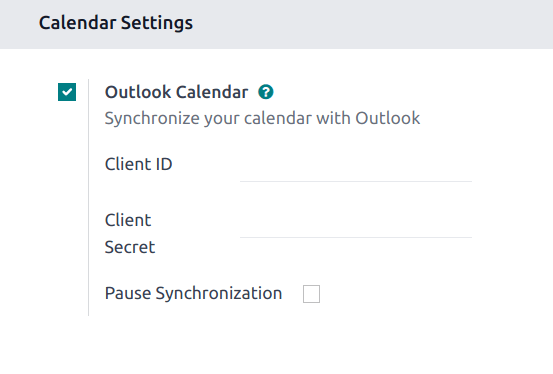 Calendar Settings
Outlook Calendar ?
Synchronize your calendar with Outlook
Client ID
Client
Secret
Pause Synchronization